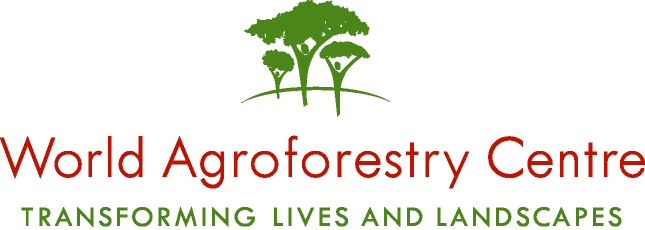 World Agroforestry Centre
TRANSFORMING LIVES AND LANDSCAPES